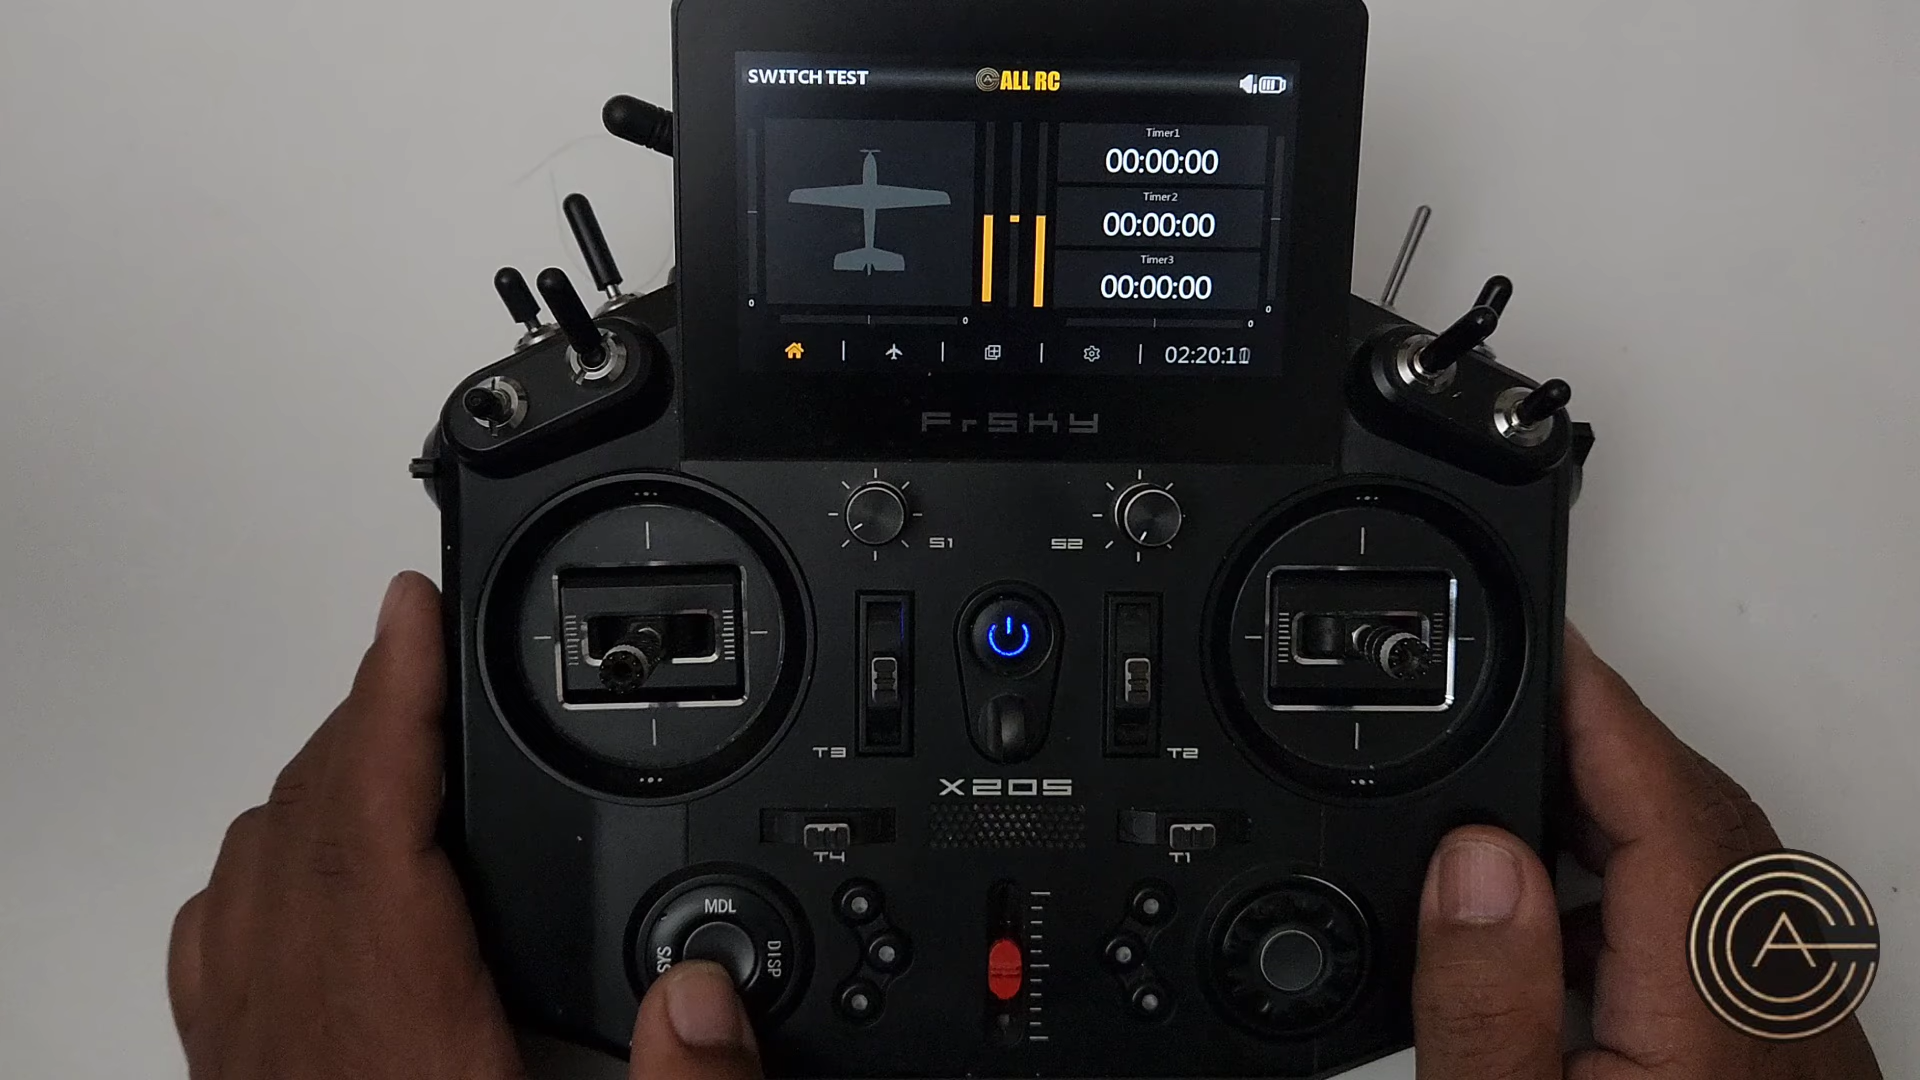 SWITCH TEST
ALL RC
Timer1
00:00:00
Timer2
00:00:00
Timer3
00:00:00
0
0
0
0
FrSKY
S1
S2
T3
T2
X20S
T4
T1
MDL
SYS
DISP